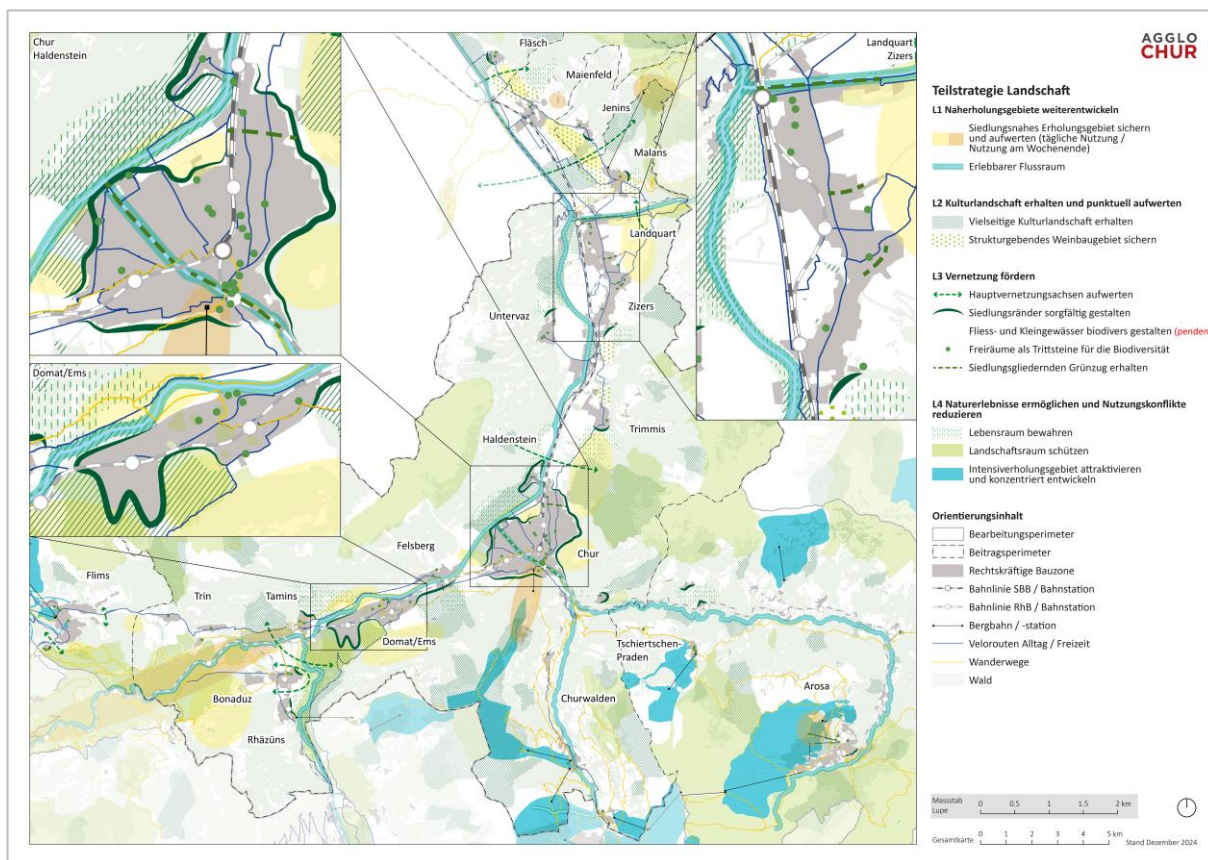 Chur
Haldenstein
Domat/Ems
Fläsch
Maienfeld
Jenins
Malans
Landquart
Zizers
Untervaz
Trimmis
Haldenstein
Felsberg
Chur
Flims
Trin
Tamins
Domat/Ems
Bonaduz
Rhäzüns
Tschiertschen-
Praden
Churwalden
Arosa
Landquart
Zizers
AGGLO
CHUR
Teilstrategie Landschaft
L1 Naherholungsgebiete weiterentwickeln
Siedlungsnahes Erholungsgebiet sichern
und aufwerten (tägliche Nutzung /
Nutzung am Wochenende)
Erlebbarer Flussraum
L2 Kulturlandschaft erhalten und punktuell aufwerten
Vielseitige Kulturlandschaft erhalten
Strukturgebendes Weinbaugebiet sichern
L3 Vernetzung fördern
Hauptvernetzungsachsen aufwerten
Siedlungsränder sorgfältig gestalten
Fliess- und Kleingewässer biodivers gestalten (penden
Freiräume als Trittsteine für die Biodiversität
Siedlungsgliedernden Grünzug erhalten
L4 Naturerlebnisse ermöglichen und Nutzungskonflikte
reduzieren
Lebensraum bewahren
Landschaftsraum schützen
Intensiverholungsgebiet attraktivieren
und konzentriert entwickeln
Orientierungsinhalt
Bearbeitungsperimeter
Beitragsperimeter
Rechtskräftige Bauzone
Bahnlinie SBB / Bahnstation
Bahnlinie RhB / Bahnstation
Bergbahn / -station
Velorouten Alltag / Freizeit
Wanderwege
Wald
Massstab
Lupe
0 0.5 1 1.5 2 km
Gesamtkarte 0 1 2 3 4 5 km
Stand Dezember 2024